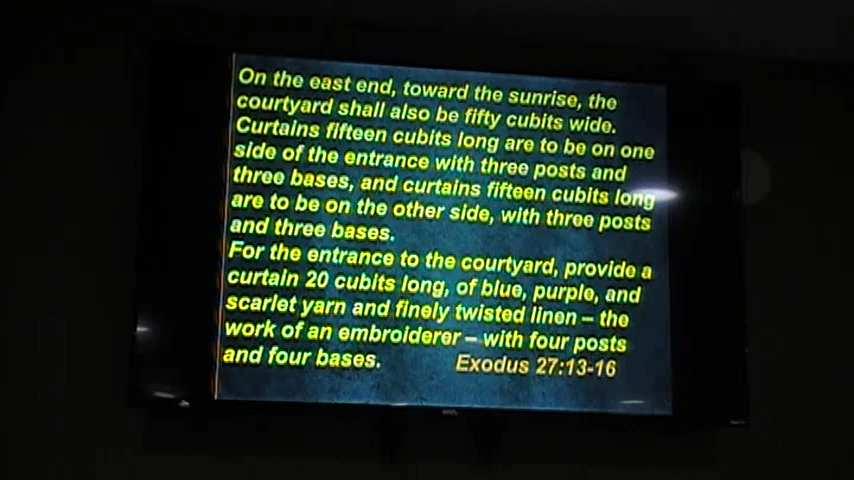 On the east end, toward the sunrise, the
courtyard shall also be fifty cubits wide.
Curtains fifteen cubits long are to be on one
side of the entrance with three posts and
three bases, and curtains fifteen cubits long
are to be on the other side, with three posts
and three bases.
For the entrance to the courtyard, provide a
curtain 20 cubits long, of blue, purple, and
scarlet yarn and finely twisted linen – the
work of an embroiderer – with four posts
and four bases. Exodus 27:13-16